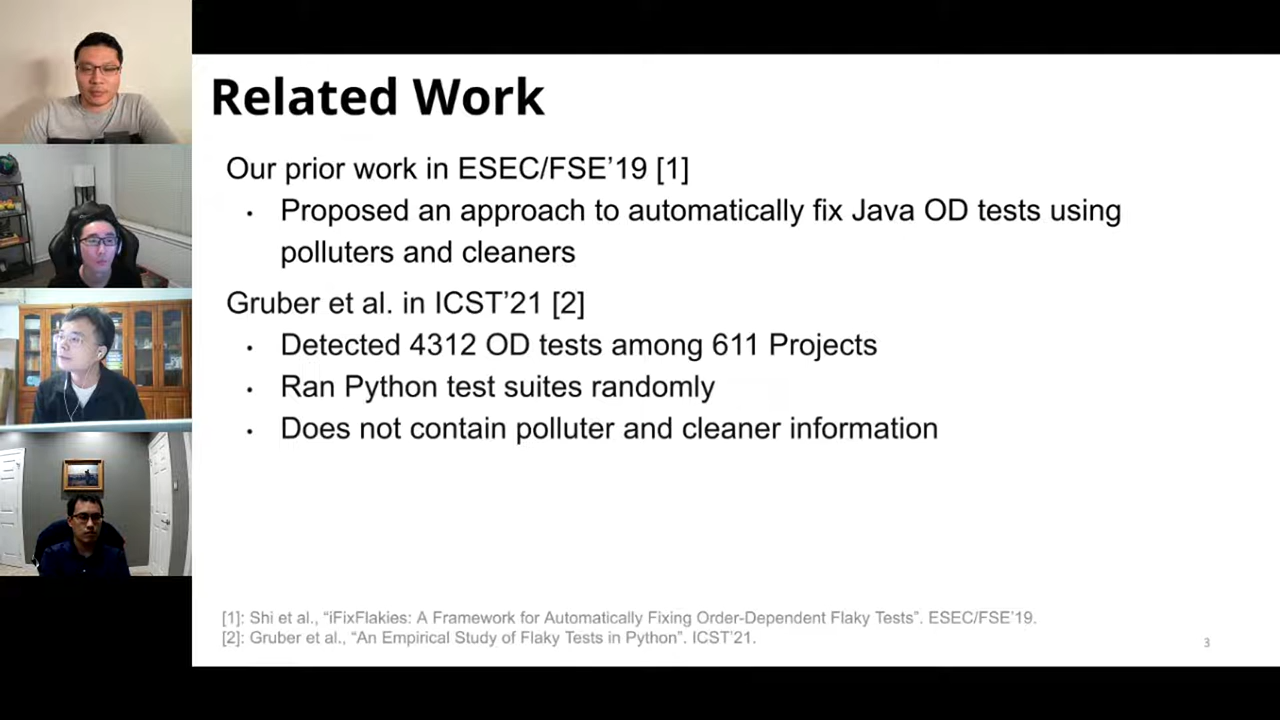 Related Work
Our prior work in ESEC/FSE’19 [1]
• Proposed an approach to automatically fix Java OD tests using
polluters and cleaners
Gruber et al. in ICST’21 [2]
• Detected 4312 OD tests among 611 Projects
• Ran Python test suites randomly
• Does not contain polluter and cleaner information
[1]: Shi et al., “iFixFlakies: A Framework for Automatically Fixing Order-Dependent Flaky Tests”. ESEC/FSE’19.
[2]: Gruber et al., “An Empirical Study of Flaky Tests in Python”. ICST’21.
3